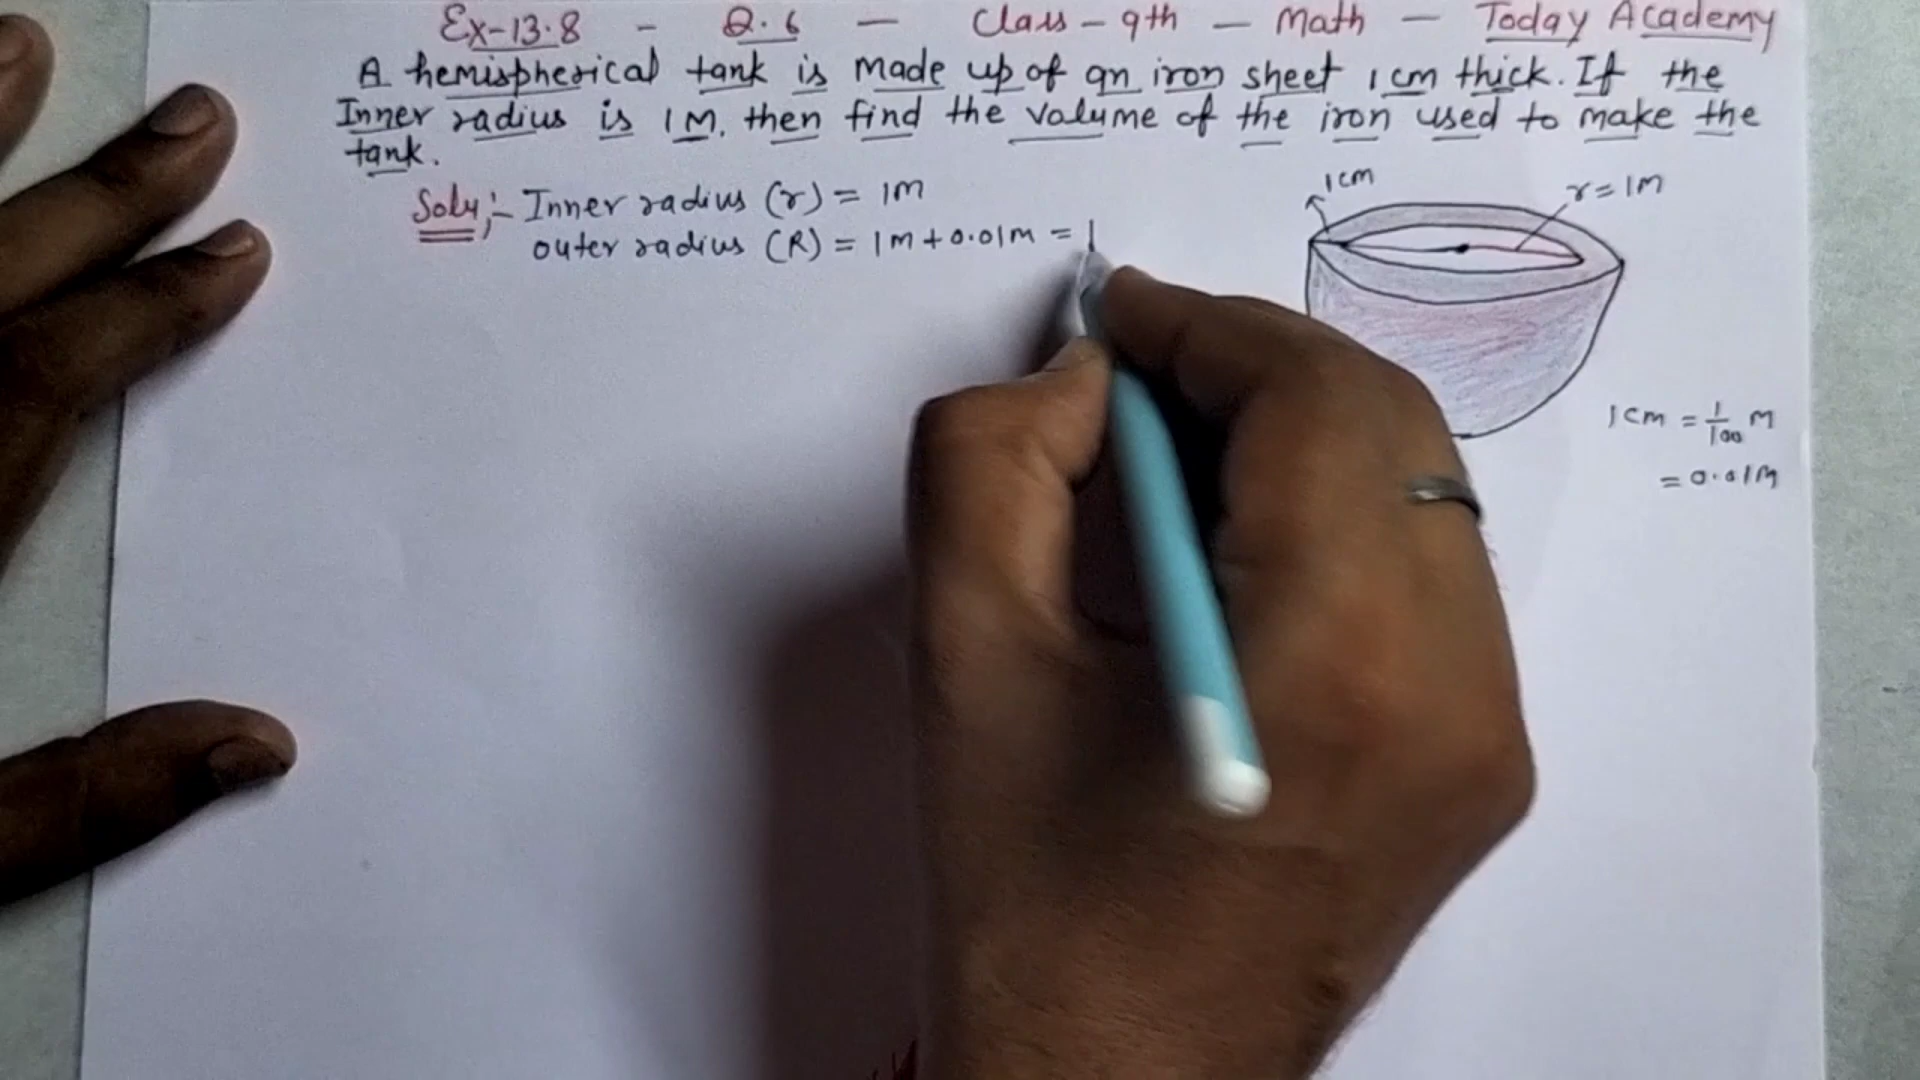 Ex-13.8 - Q.6 - Class - 9th - Math - Today Academy
A hemispherical tank is made up of an iron sheet 1 cm thick. If the
Inner radius is 1 M, then find the volume of the iron used to make the
tank.
Solu:- Inner radius (r) = 1M
outer radius (R) = 1M + 0.01M = 1
1cm
r = 1M
1cm = 1/100 M
= 0.01M